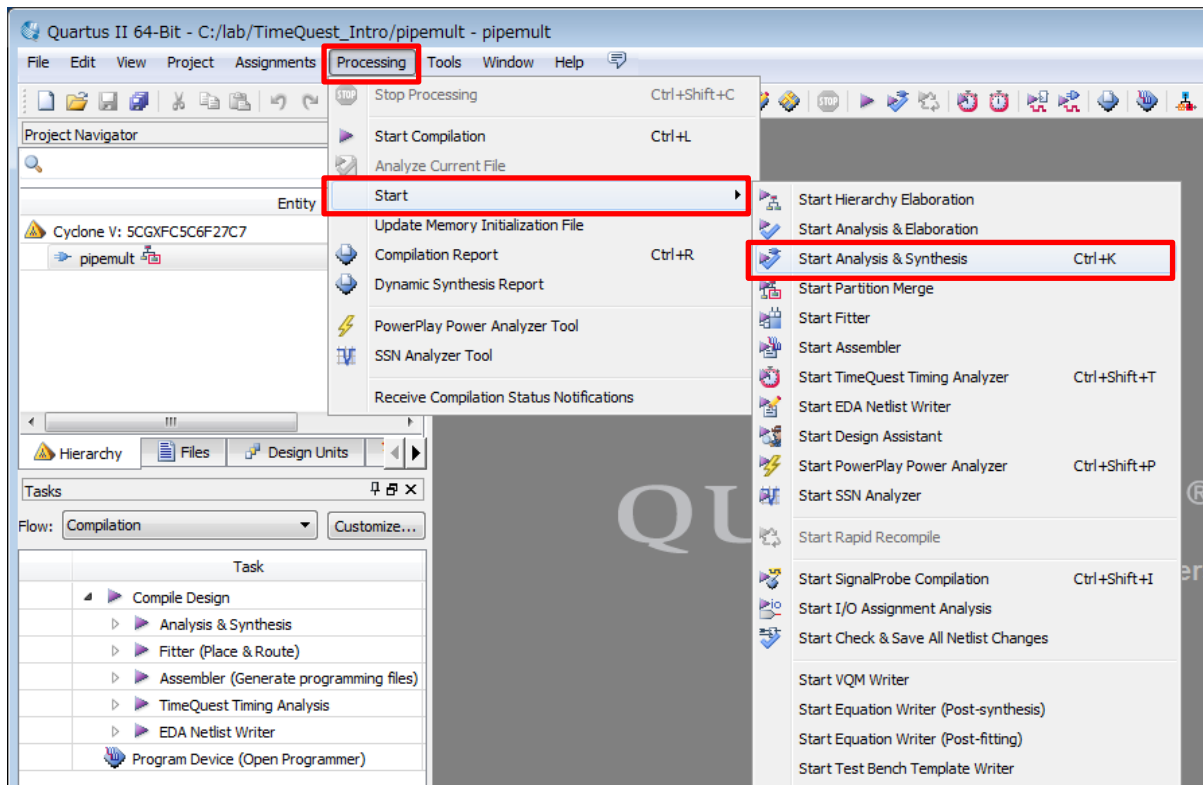 Quartus II 64-Bit - C:/lab/TimeQuest_Intro/pipemult - pipemult
File Edit View Project Assignments Processing Tools Window Help
STOP Stop Processing Ctrl+Shift+C
STOP
Project Navigator
Start Compilation Ctrl+L
Analyze Current File
Start
Entity
Update Memory Initialization File
Cyclone V: 5CGXFC5C6F27C7
pipemult
Compilation Report Ctrl+R
Dynamic Synthesis Report
PowerPlay Power Analyzer Tool
SSN Analyzer Tool
Receive Compilation Status Notifications
Start Hierarchy Elaboration
Start Analysis & Elaboration
Start Analysis & Synthesis Ctrl+K
Start Partition Merge
Start Fitter
Start Assembler
Start TimeQuest Timing Analyzer Ctrl+Shift+T
Start EDA Netlist Writer
Start Design Assistant
Start PowerPlay Power Analyzer Ctrl+Shift+P
Start SSN Analyzer
Start Rapid Recompile
Start SignalProbe Compilation Ctrl+Shift+I
Start I/O Assignment Analysis
Start Check & Save All Netlist Changes
Start VQM Writer
Start Equation Writer (Post-synthesis)
Start Equation Writer (Post-fitting)
Start Test Bench Template Writer
Hierarchy Files Design Units
Tasks
Flow: Compilation Customize...
Task
Compile Design
Analysis & Synthesis
Fitter (Place & Route)
Assembler (Generate programming files)
TimeQuest Timing Analysis
EDA Netlist Writer
Program Device (Open Programmer)